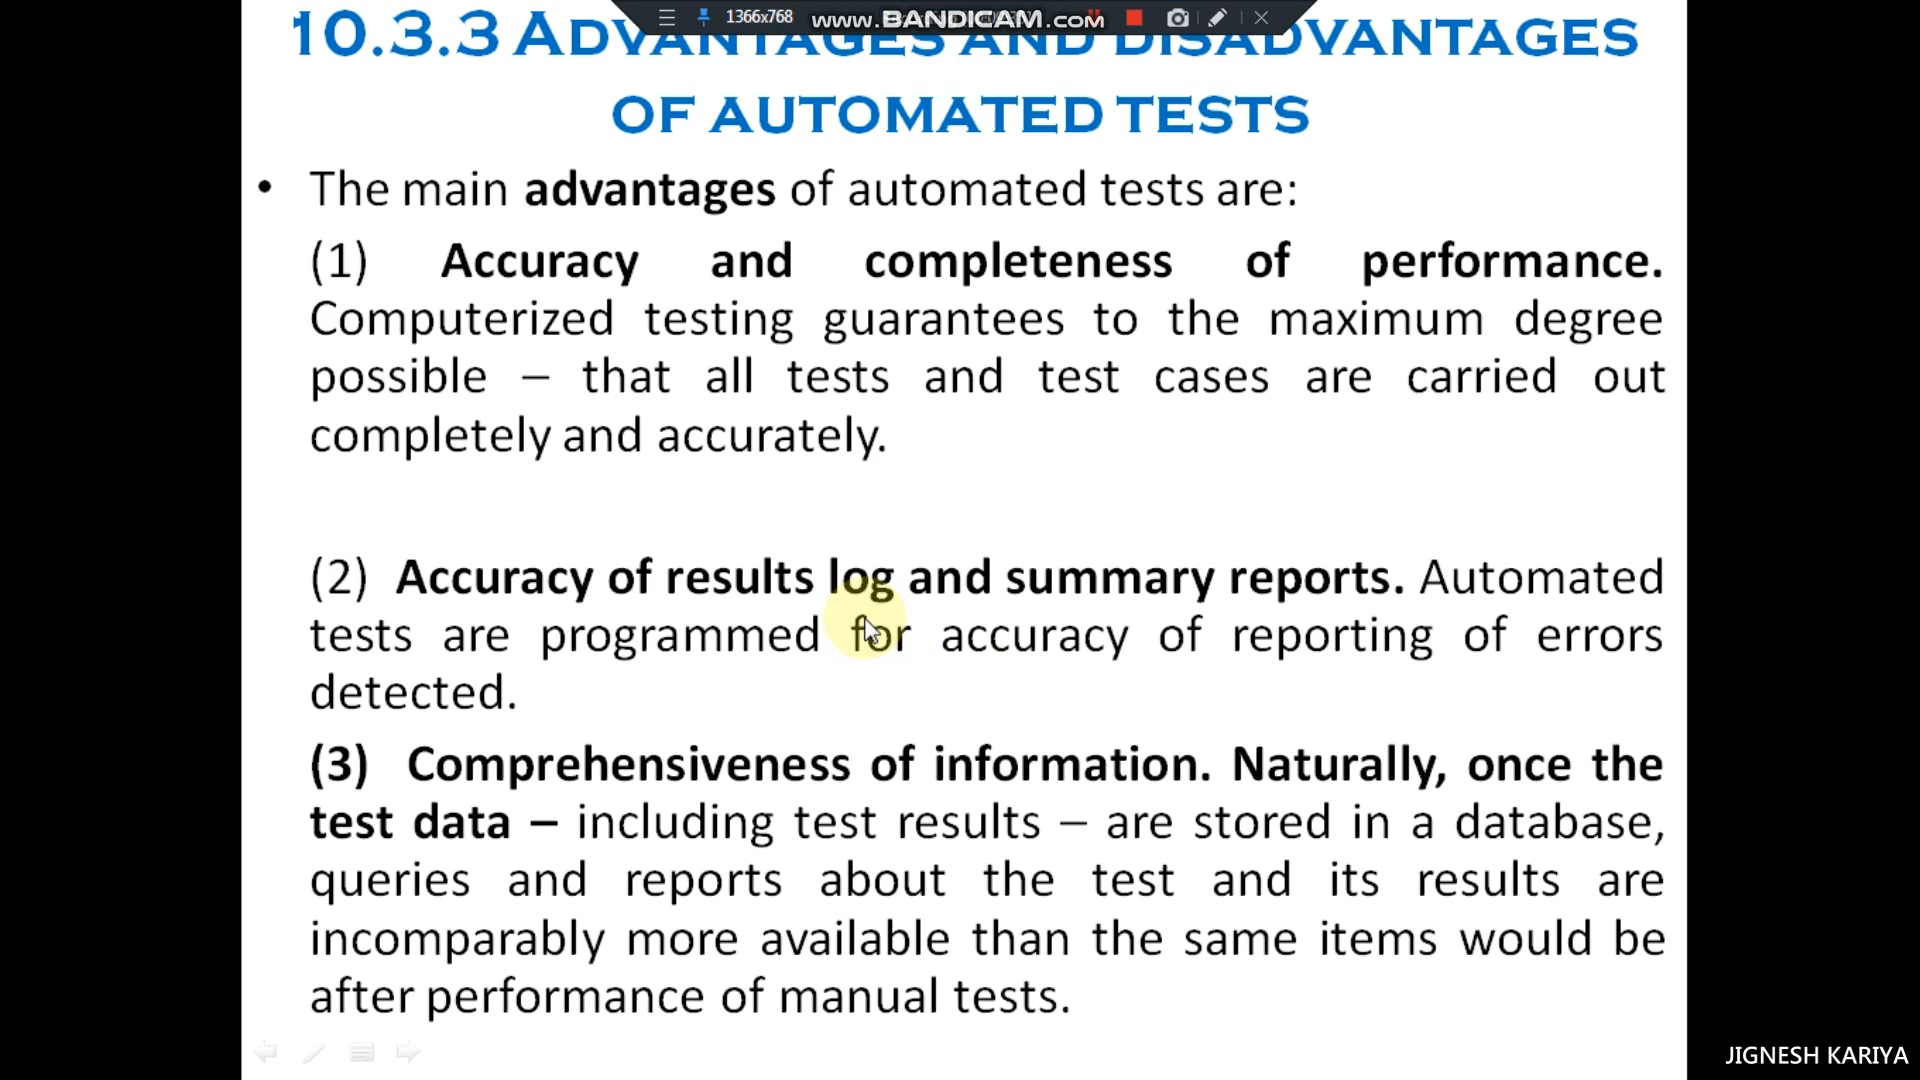 1366x768
www.BANDICAM.com
10.3.3 ADVANTAGES AND DISADVANTAGES
OF AUTOMATED TESTS
• The main advantages of automated tests are:
(1) Accuracy and completeness of performance.
Computerized testing guarantees to the maximum degree
possible – that all tests and test cases are carried out
completely and accurately.
(2) Accuracy of results log and summary reports. Automated
tests are programmed for accuracy of reporting of errors
detected.
(3) Comprehensiveness of information. Naturally, once the
test data – including test results – are stored in a database,
queries and reports about the test and its results are
incomparably more available than the same items would be
after performance of manual tests.
JIGNESH KARIYA